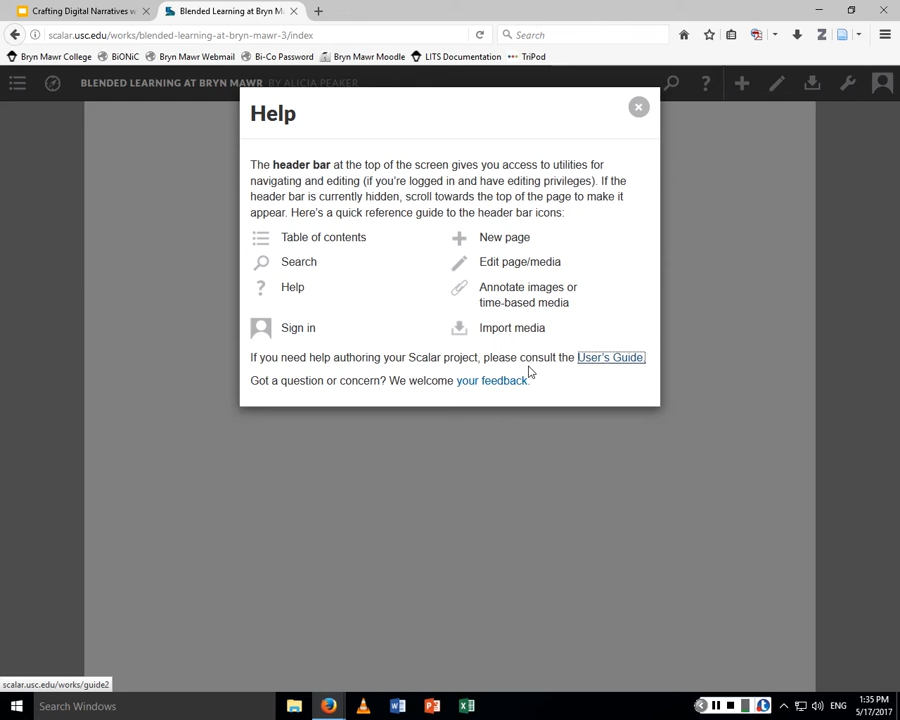 Crafting Digital Narratives w
Blended Learning at Bryn Ma
scalar.usc.edu/works/blended-learning-at-bryn-mawr-3/index
Search
Bryn Mawr College
BiONiC
Bryn Mawr Webmail
Bi-Co Password
Bryn Mawr Moodle
LITS Documentation
TriPod
BLENDED LEARNING AT BRYN MAWR BY ALICIA PEAKER
Help
The header bar at the top of the screen gives you access to utilities for
navigating and editing (if you're logged in and have editing privileges). If the
header bar is currently hidden, scroll towards the top of the page to make it
appear. Here's a quick reference guide to the header bar icons:
Table of contents
New page
Search
Edit page/media
Help
Annotate images or
time-based media
Sign in
Import media
If you need help authoring your Scalar project, please consult the User's Guide.
Got a question or concern? We welcome your feedback.
scalar.usc.edu/works/guide2
Search Windows
ENG
1:35 PM
5/17/2017